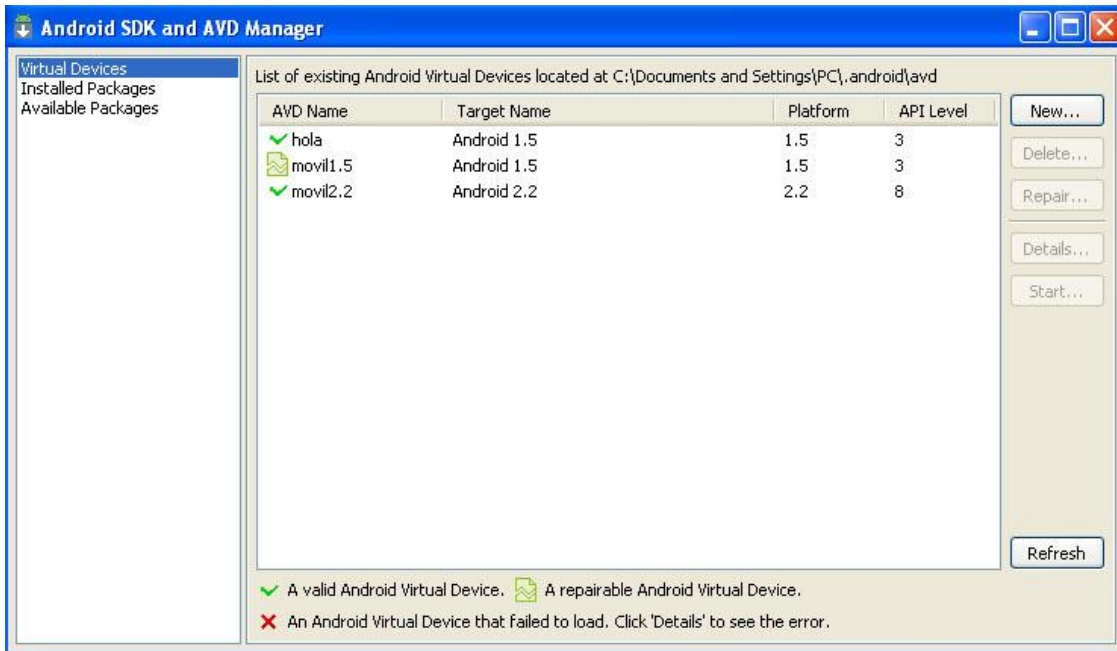 Android SDK and AVD Manager
Virtual Devices
Installed Packages
Available Packages
List of existing Android Virtual Devices located at C:\Documents and Settings\PC\.android\avd
AVD Name Target Name Platform API Level
hola Android 1.5 1.5 3
movil1.5 Android 1.5 1.5 3
movil2.2 Android 2.2 2.2 8
New...
Delete...
Repair...
Details...
Start...
Refresh
A valid Android Virtual Device. A repairable Android Virtual Device.
An Android Virtual Device that failed to load. Click 'Details' to see the error.